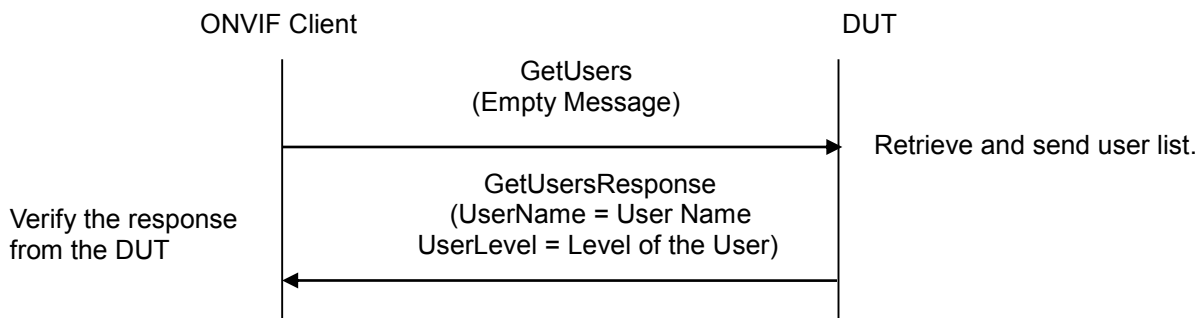 ONVIF Client
DUT
GetUsers
(Empty Message)
Retrieve and send user list.
GetUsersResponse
(UserName = User Name
UserLevel = Level of the User)
Verify the response
from the DUT